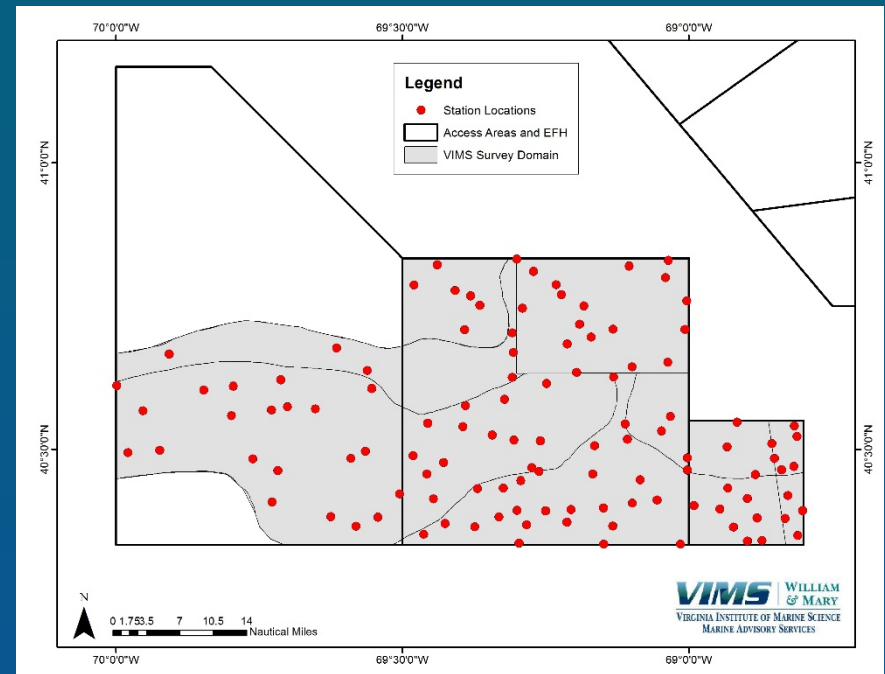 70°0'0"W 69°30'0"W 69°0'0"W
Legend
Station Locations
Access Areas and EFH
VIMS Survey Domain
41°0'0"N 41°0'0"N
40°30'0"N 40°30'0"N
N
0 1.753.5 7 10.5 14
Nautical Miles
VIMS WILLIAM & MARY
VIRGINIA INSTITUTE OF MARINE SCIENCE
MARINE ADVISORY SERVICES
70°0'0"W 69°30'0"W 69°0'0"W